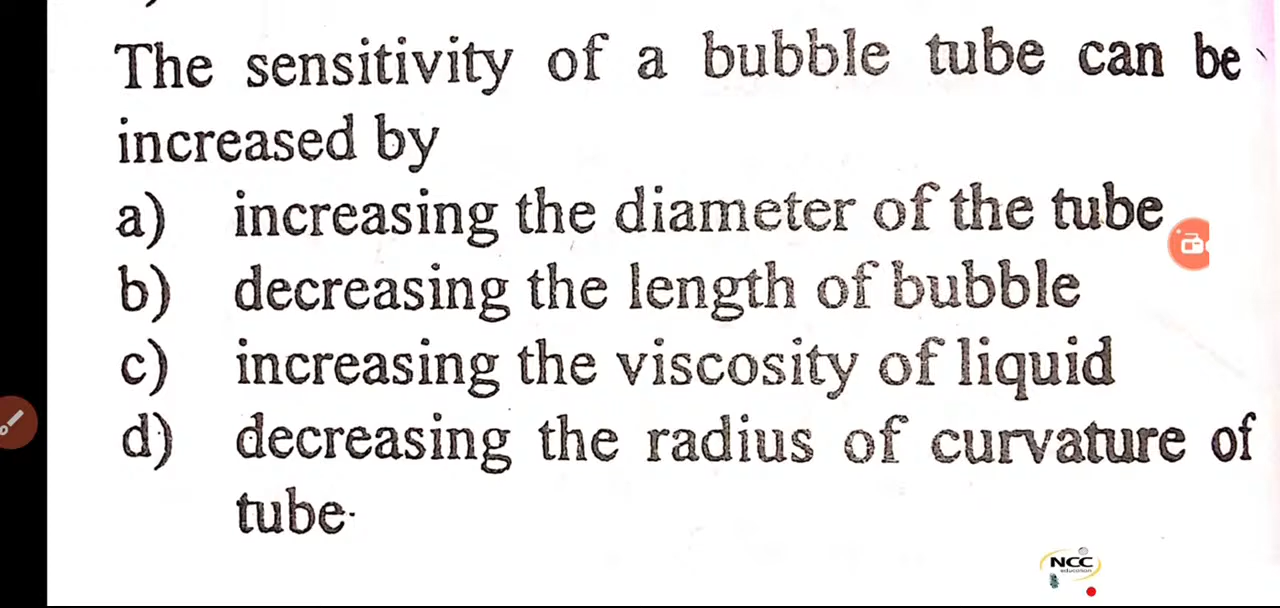 The sensitivity of a bubble tube can be
increased by
a) increasing the diameter of the tube
b) decreasing the length of bubble
c) increasing the viscosity of liquid
d) decreasing the radius of curvature of
tube.
NCC
education